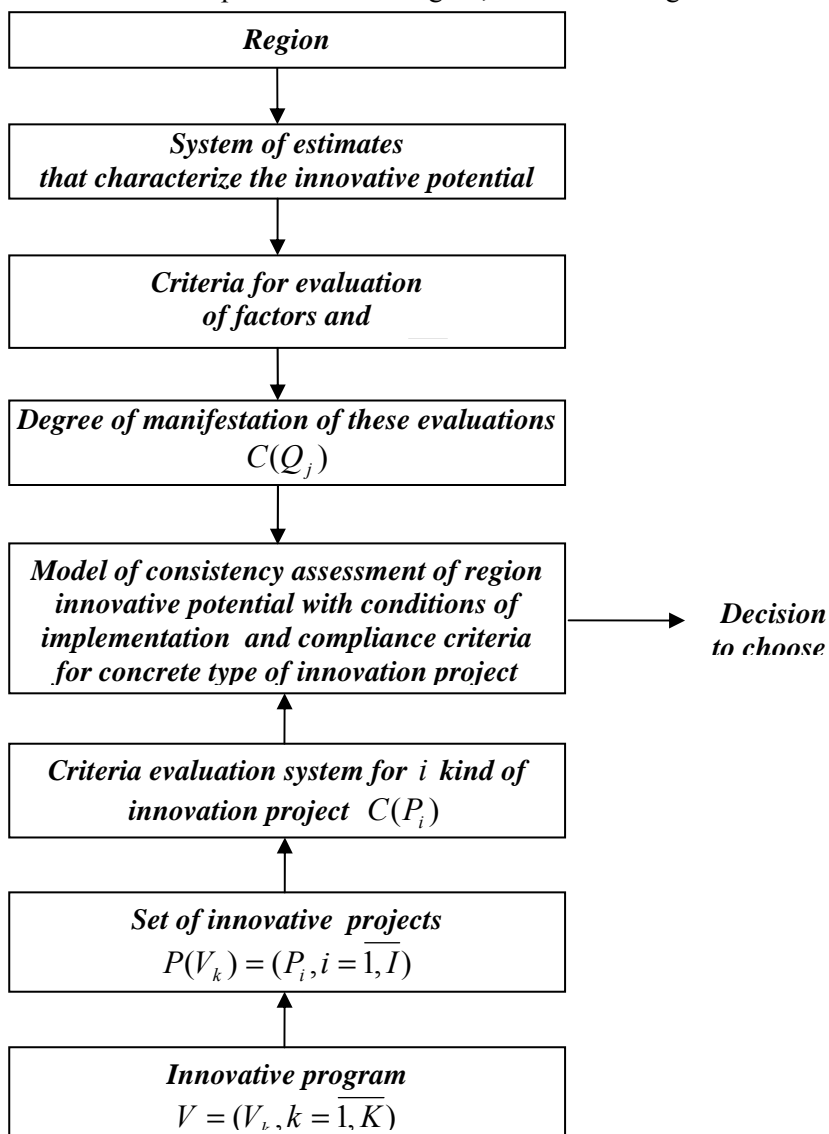 Region
System of estimates
that characterize the innovative potential
Criteria for evaluation
of factors and
Degree of manifestation of these evaluations
C(Q_j)
Model of consistency assessment of region
innovative potential with conditions of
implementation and compliance criteria
for concrete type of innovation project
Decision
to choose
Criteria evaluation system for i kind of
innovation project C(P_i)
Set of innovative projects
P(V_k) = (P_i, i = \overline{1, I})
Innovative program
V = (V_k, k = \overline{1, K})